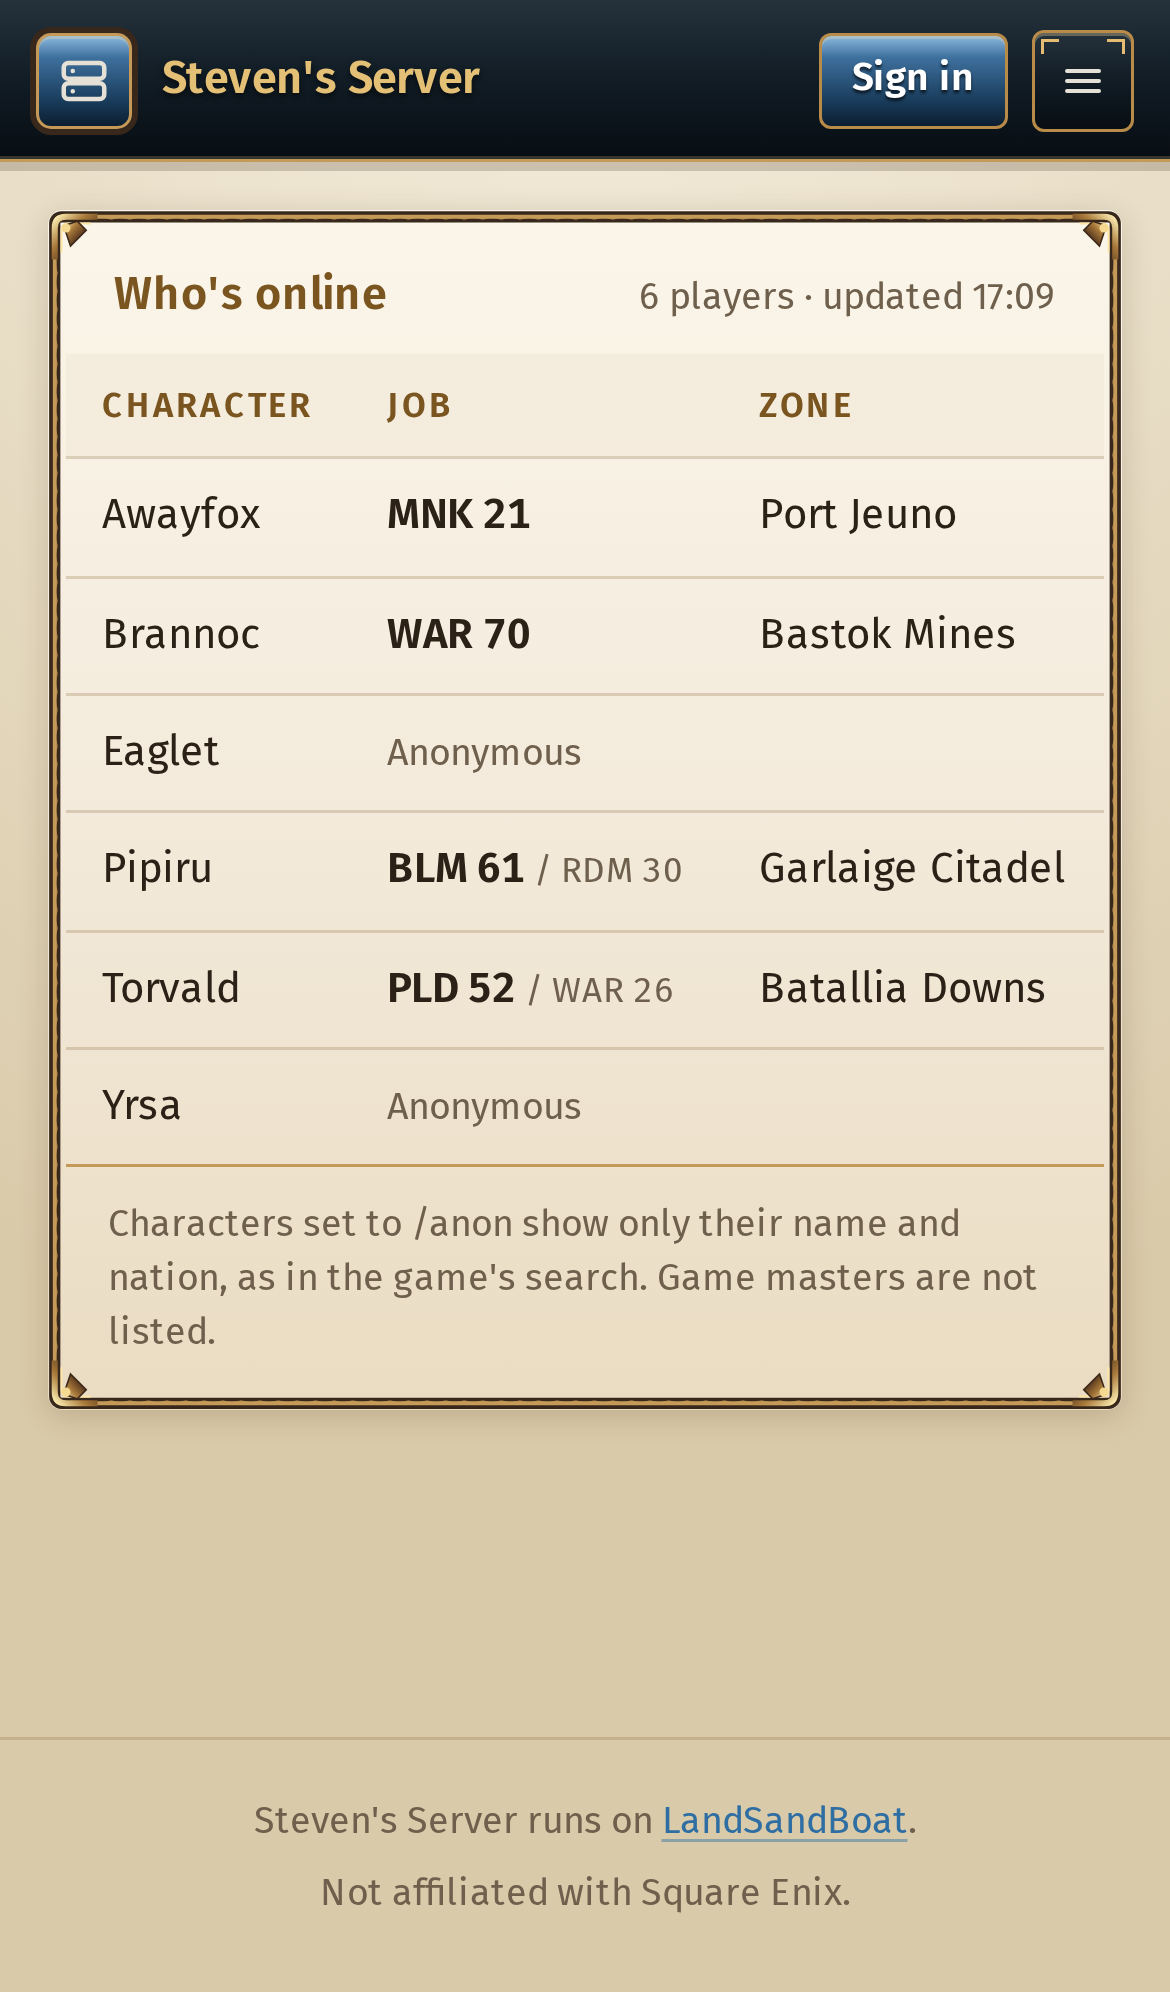 Steven's Server
Sign in
Who's online
6 players · updated 17:09
CHARACTER JOB ZONE
Awayfox MNK 21 Port Jeuno
Brannoc WAR 70 Bastok Mines
Eaglet Anonymous
Pipiru BLM 61 / RDM 30 Garlaige Citadel
Torvald PLD 52 / WAR 26 Batallia Downs
Yrsa Anonymous
Characters set to /anon show only their name and
nation, as in the game's search. Game masters are not
listed.
Steven's Server runs on LandSandBoat.
Not affiliated with Square Enix.